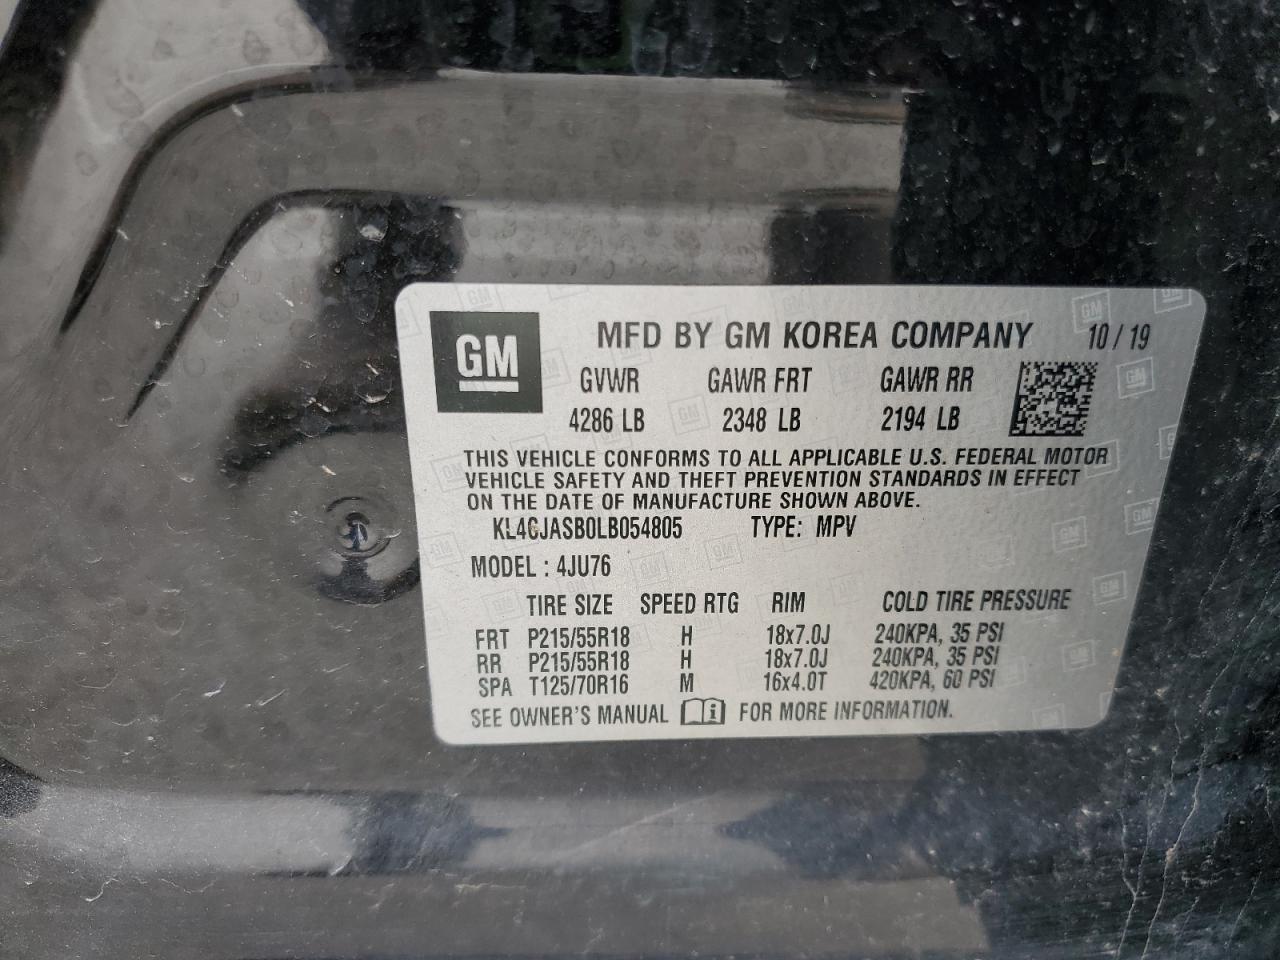 GM
MFD BY GM KOREA COMPANY 10/19
GVWR GAWR FRT GAWR RR
4286 LB 2348 LB 2194 LB
THIS VEHICLE CONFORMS TO ALL APPLICABLE U.S. FEDERAL MOTOR
VEHICLE SAFETY AND THEFT PREVENTION STANDARDS IN EFFECT
ON THE DATE OF MANUFACTURE SHOWN ABOVE.
KL4CJASB0LB054805 TYPE: MPV
MODEL : 4JU76
TIRE SIZE SPEED RTG RIM COLD TIRE PRESSURE
FRT P215/55R18 H 18x7.0J 240KPA, 35 PSI
RR P215/55R18 H 18x7.0J 240KPA, 35 PSI
SPA T125/70R16 M 16x4.0T 420KPA, 60 PSI
SEE OWNER'S MANUAL i FOR MORE INFORMATION.